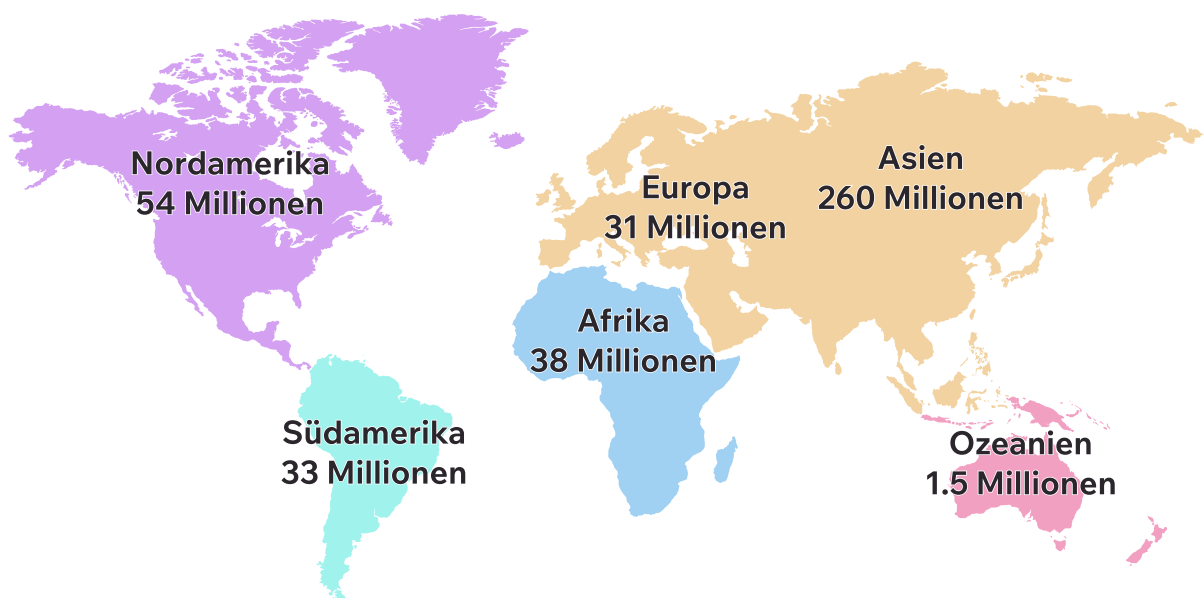 Nordamerika
54 Millionen
Europa
31 Millionen
Asien
260 Millionen
Afrika
38 Millionen
Südamerika
33 Millionen
Ozeanien
1.5 Millionen